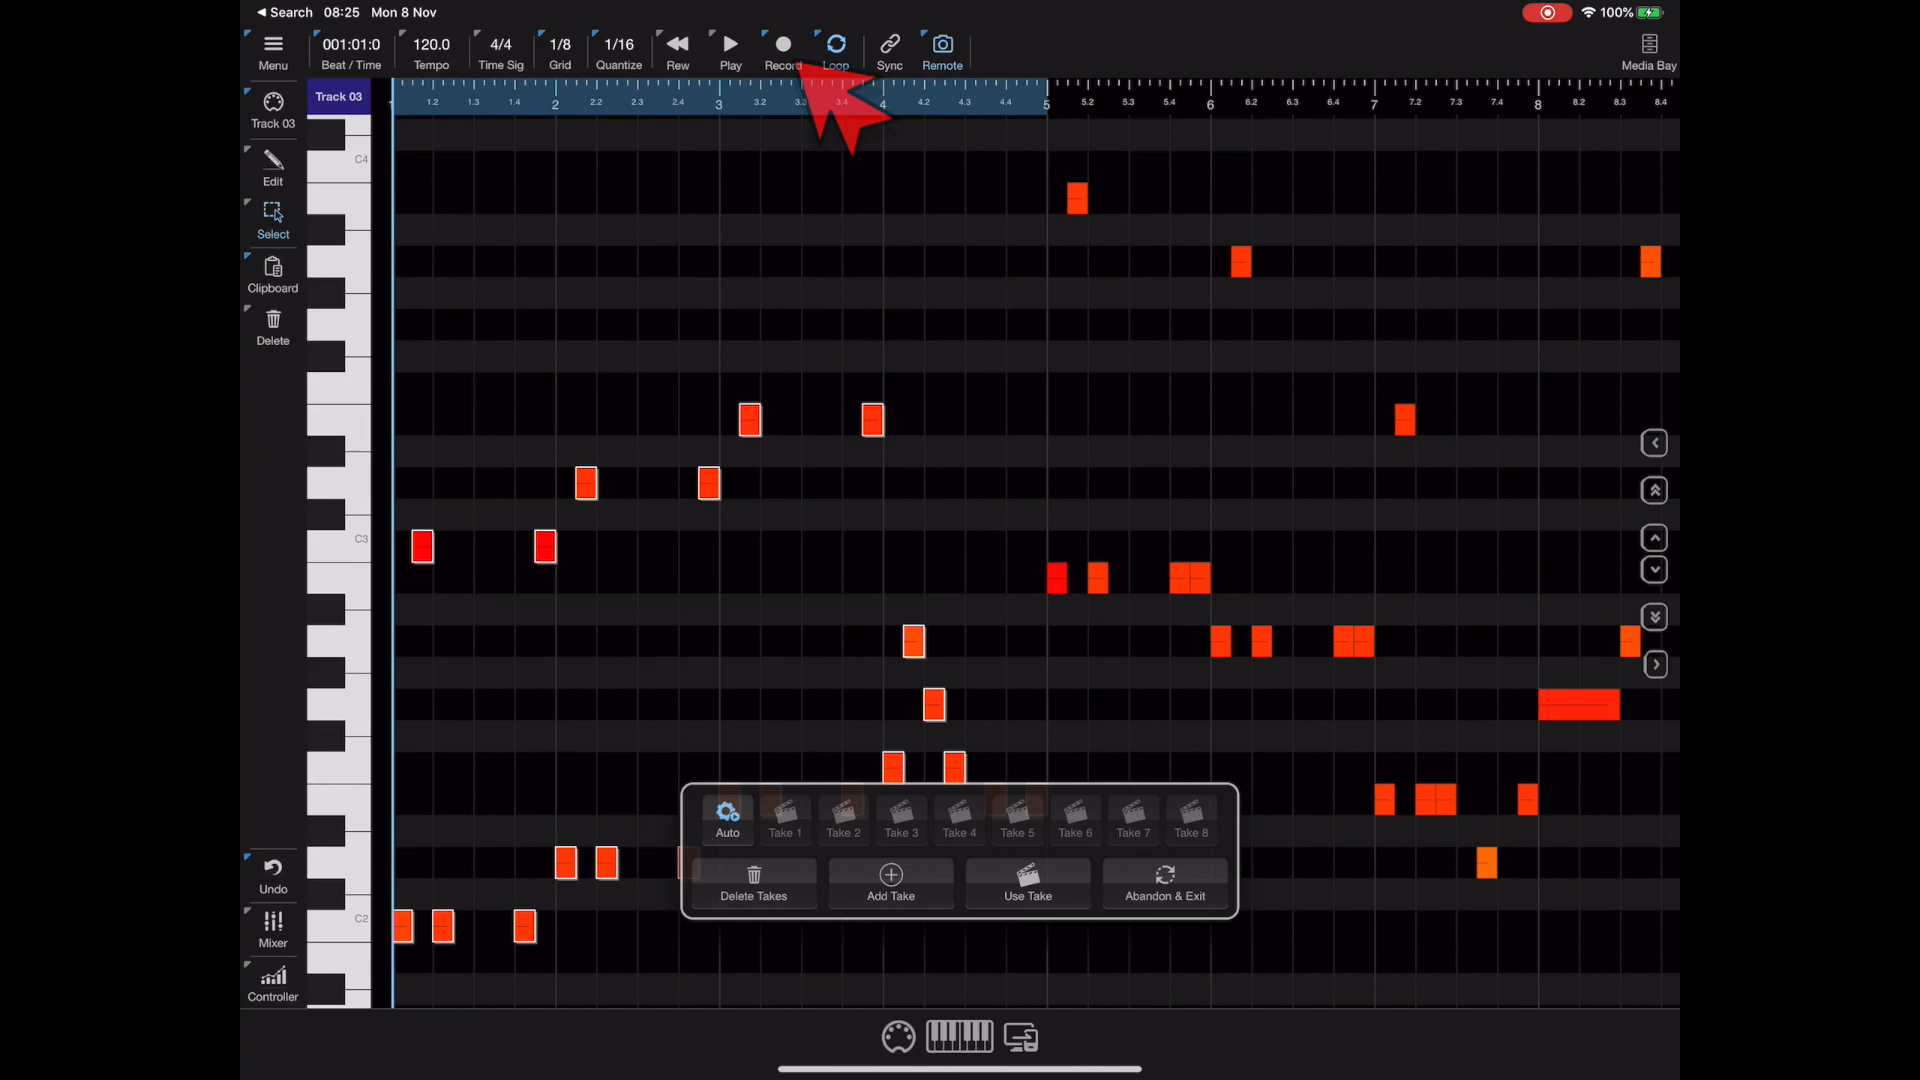 Search 08:25 Mon 8 Nov
100%
001:01:0 120.0 4/4 1/8 1/16
Menu Beat / Time Tempo Time Sig Grid Quantize Rew Play Record Loop Sync Remote Media Bay
Track 03
1 1.2 1.3 1.4 2 2.2 2.3 2.4 3 3.2 3.3 3.4 4 4.2 4.3 4.4 5 5.2 5.3 5.4 6 6.2 6.3 6.4 7 7.2 7.3 7.4 8 8.2 8.3 8.4
Track 03
Edit
Select
Clipboard
Delete
C4
C3
C2
Auto Take 1 Take 2 Take 3 Take 4 Take 5 Take 6 Take 7 Take 8
Delete Takes Add Take Use Take Abandon & Exit
Undo
Mixer
Controller